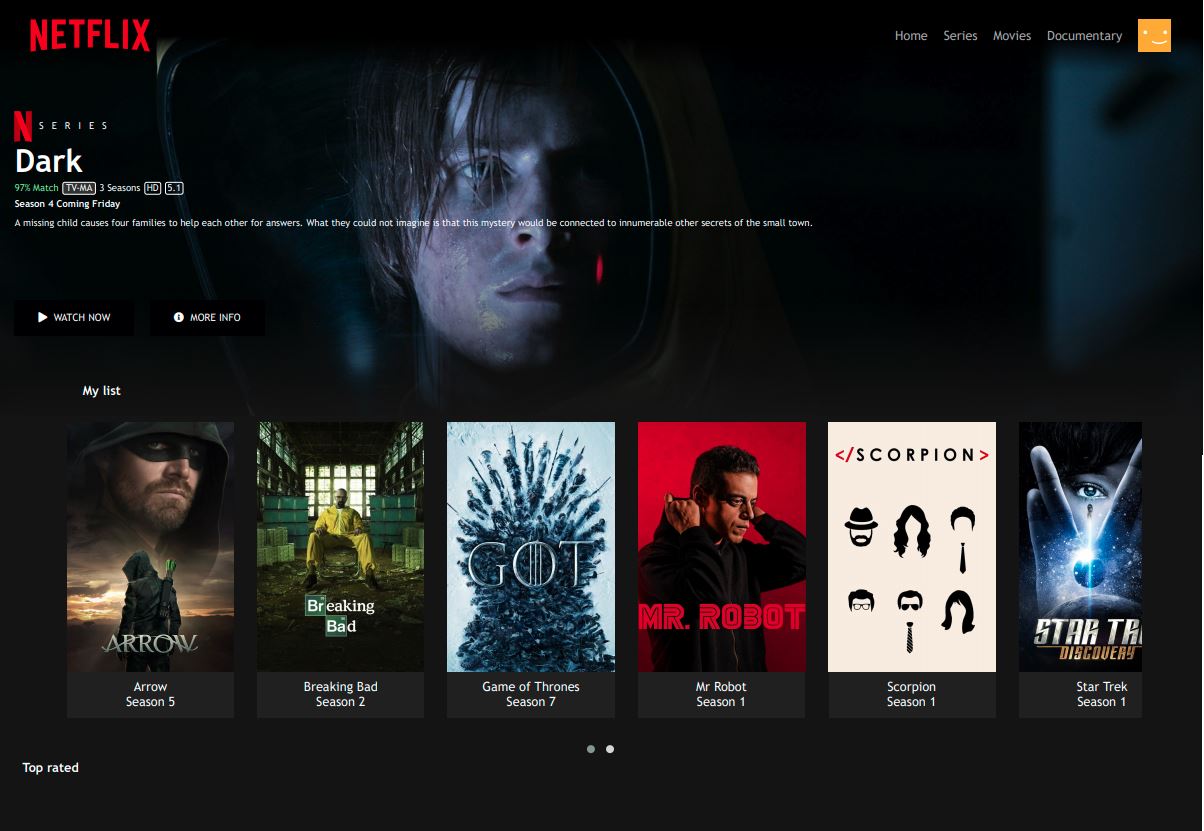 NETFLIX
Home Series Movies Documentary
N SERIES
Dark
97% Match TV-MA 3 Seasons HD 5.1
Season 4 Coming Friday
A missing child causes four families to help each other for answers. What they could not imagine is that this mystery would be connected to innumerable other secrets of the small town.
WATCH NOW MORE INFO
My list
ARROW
Breaking
Bad
GOT
MR. ROBOT
</SCORPION>
STAR TR
DISCOVERY
Arrow
Season 5
Breaking Bad
Season 2
Game of Thrones
Season 7
Mr Robot
Season 1
Scorpion
Season 1
Star Trek
Season 1
Top rated